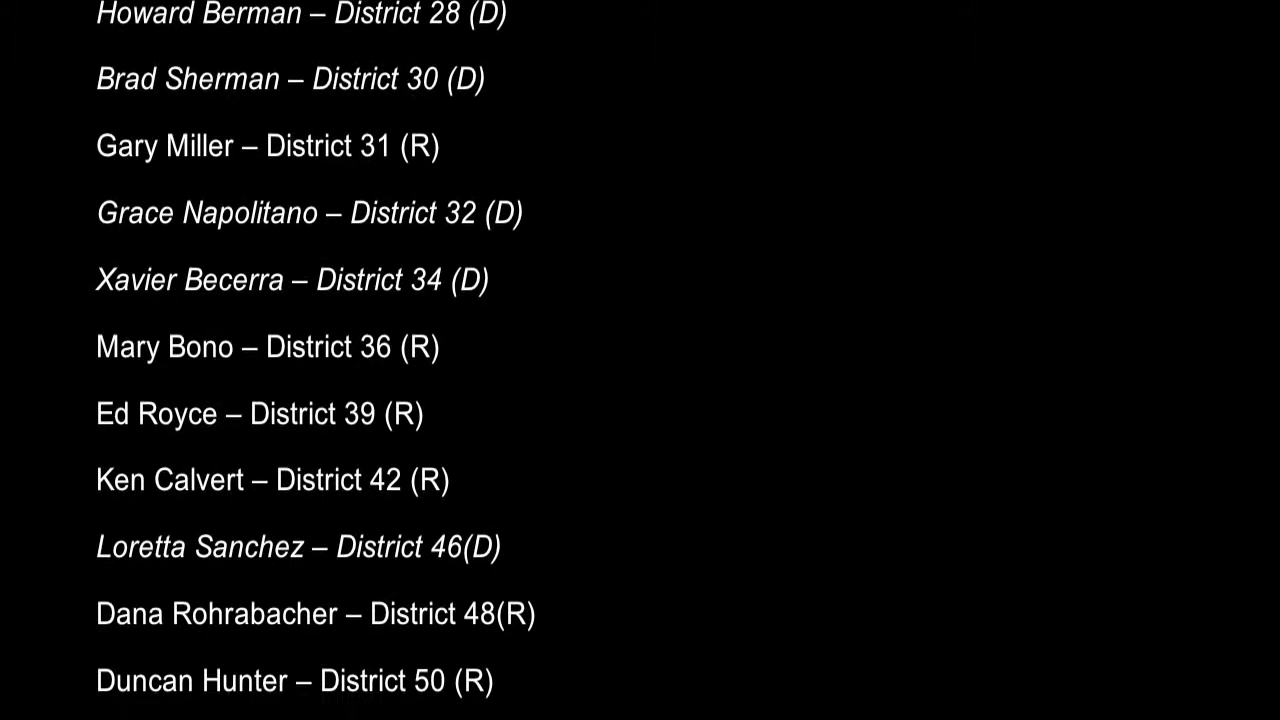 Howard Berman – District 28 (D)
Brad Sherman – District 30 (D)
Gary Miller – District 31 (R)
Grace Napolitano – District 32 (D)
Xavier Becerra – District 34 (D)
Mary Bono – District 36 (R)
Ed Royce – District 39 (R)
Ken Calvert – District 42 (R)
Loretta Sanchez – District 46(D)
Dana Rohrabacher – District 48(R)
Duncan Hunter – District 50 (R)